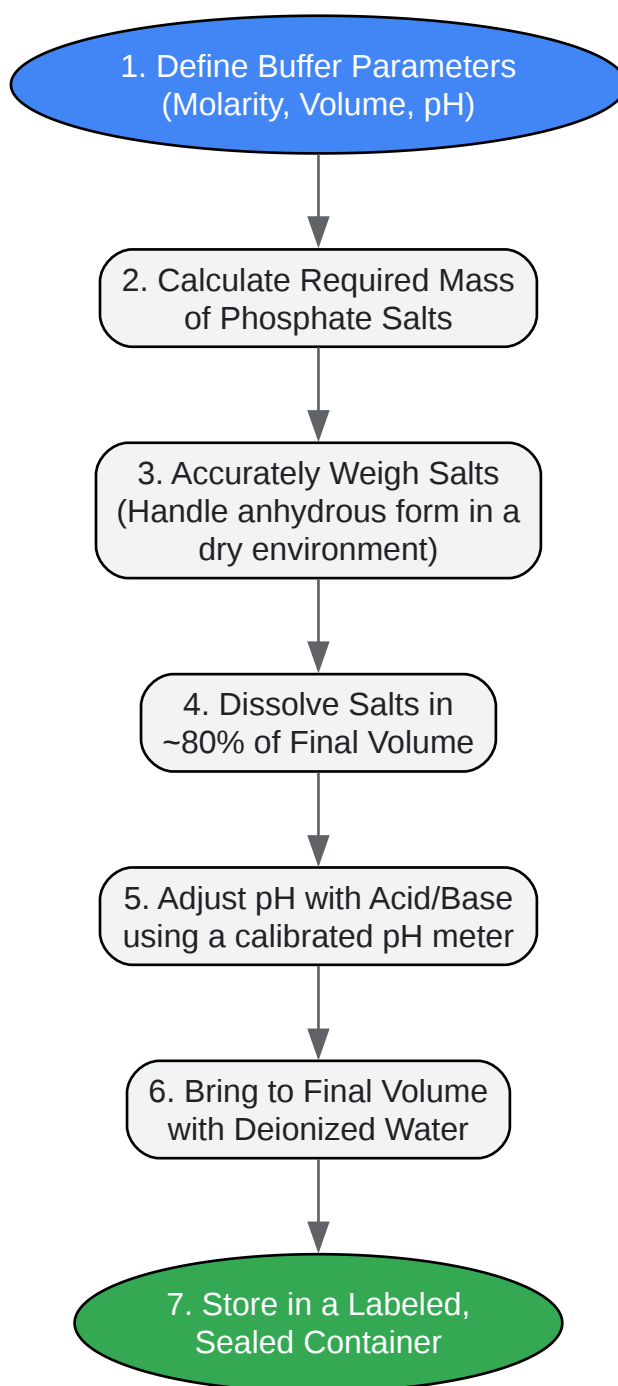 1. Define Buffer Parameters
(Molarity, Volume, pH)
2. Calculate Required Mass
of Phosphate Salts
3. Accurately Weigh Salts
(Handle anhydrous form in a
dry environment)
4. Dissolve Salts in
~80% of Final Volume
5. Adjust pH with Acid/Base
using a calibrated pH meter
6. Bring to Final Volume
with Deionized Water
7. Store in a Labeled,
Sealed Container